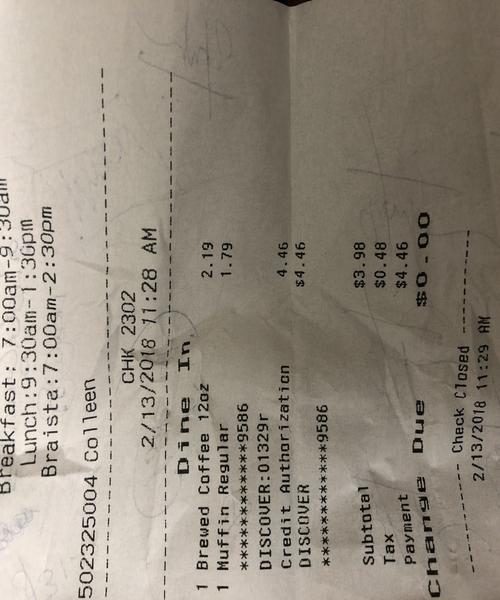 Breakfast: 7:00am-9:30am
Lunch:9:30am-1:30pm
Braista:7:00am-2:30pm
502325004 Colleen
CHK 2302
2/13/2018 11:28 AM
Dine In
1 Brewed Coffee 12oz 2.19
1 Muffin Regular 1.79
************9586
DISCOVER:01329r
Credit Authorization 4.46
DISCOVER $4.46
************9586
Subtotal $3.98
Tax $0.48
Payment $4.46
Change Due $0.00
---------- Check Closed ----------
2/13/2018 11:29 AM